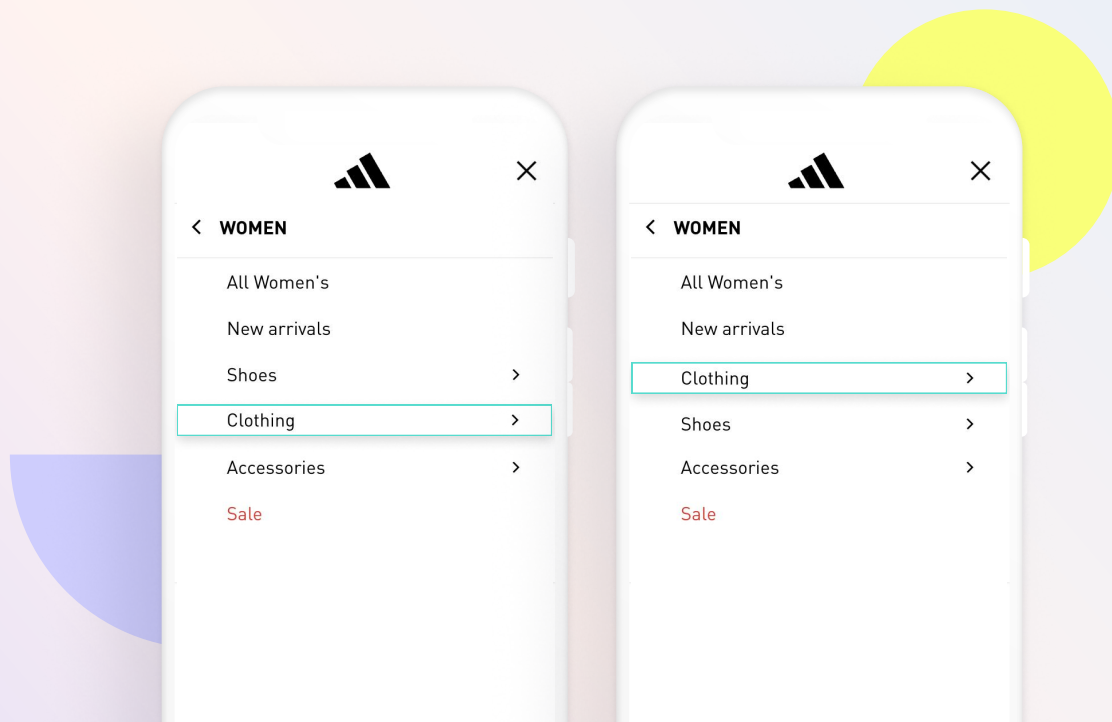 WOMEN
All Women's
New arrivals
Shoes
Clothing
Accessories
Sale
WOMEN
All Women's
New arrivals
Clothing
Shoes
Accessories
Sale